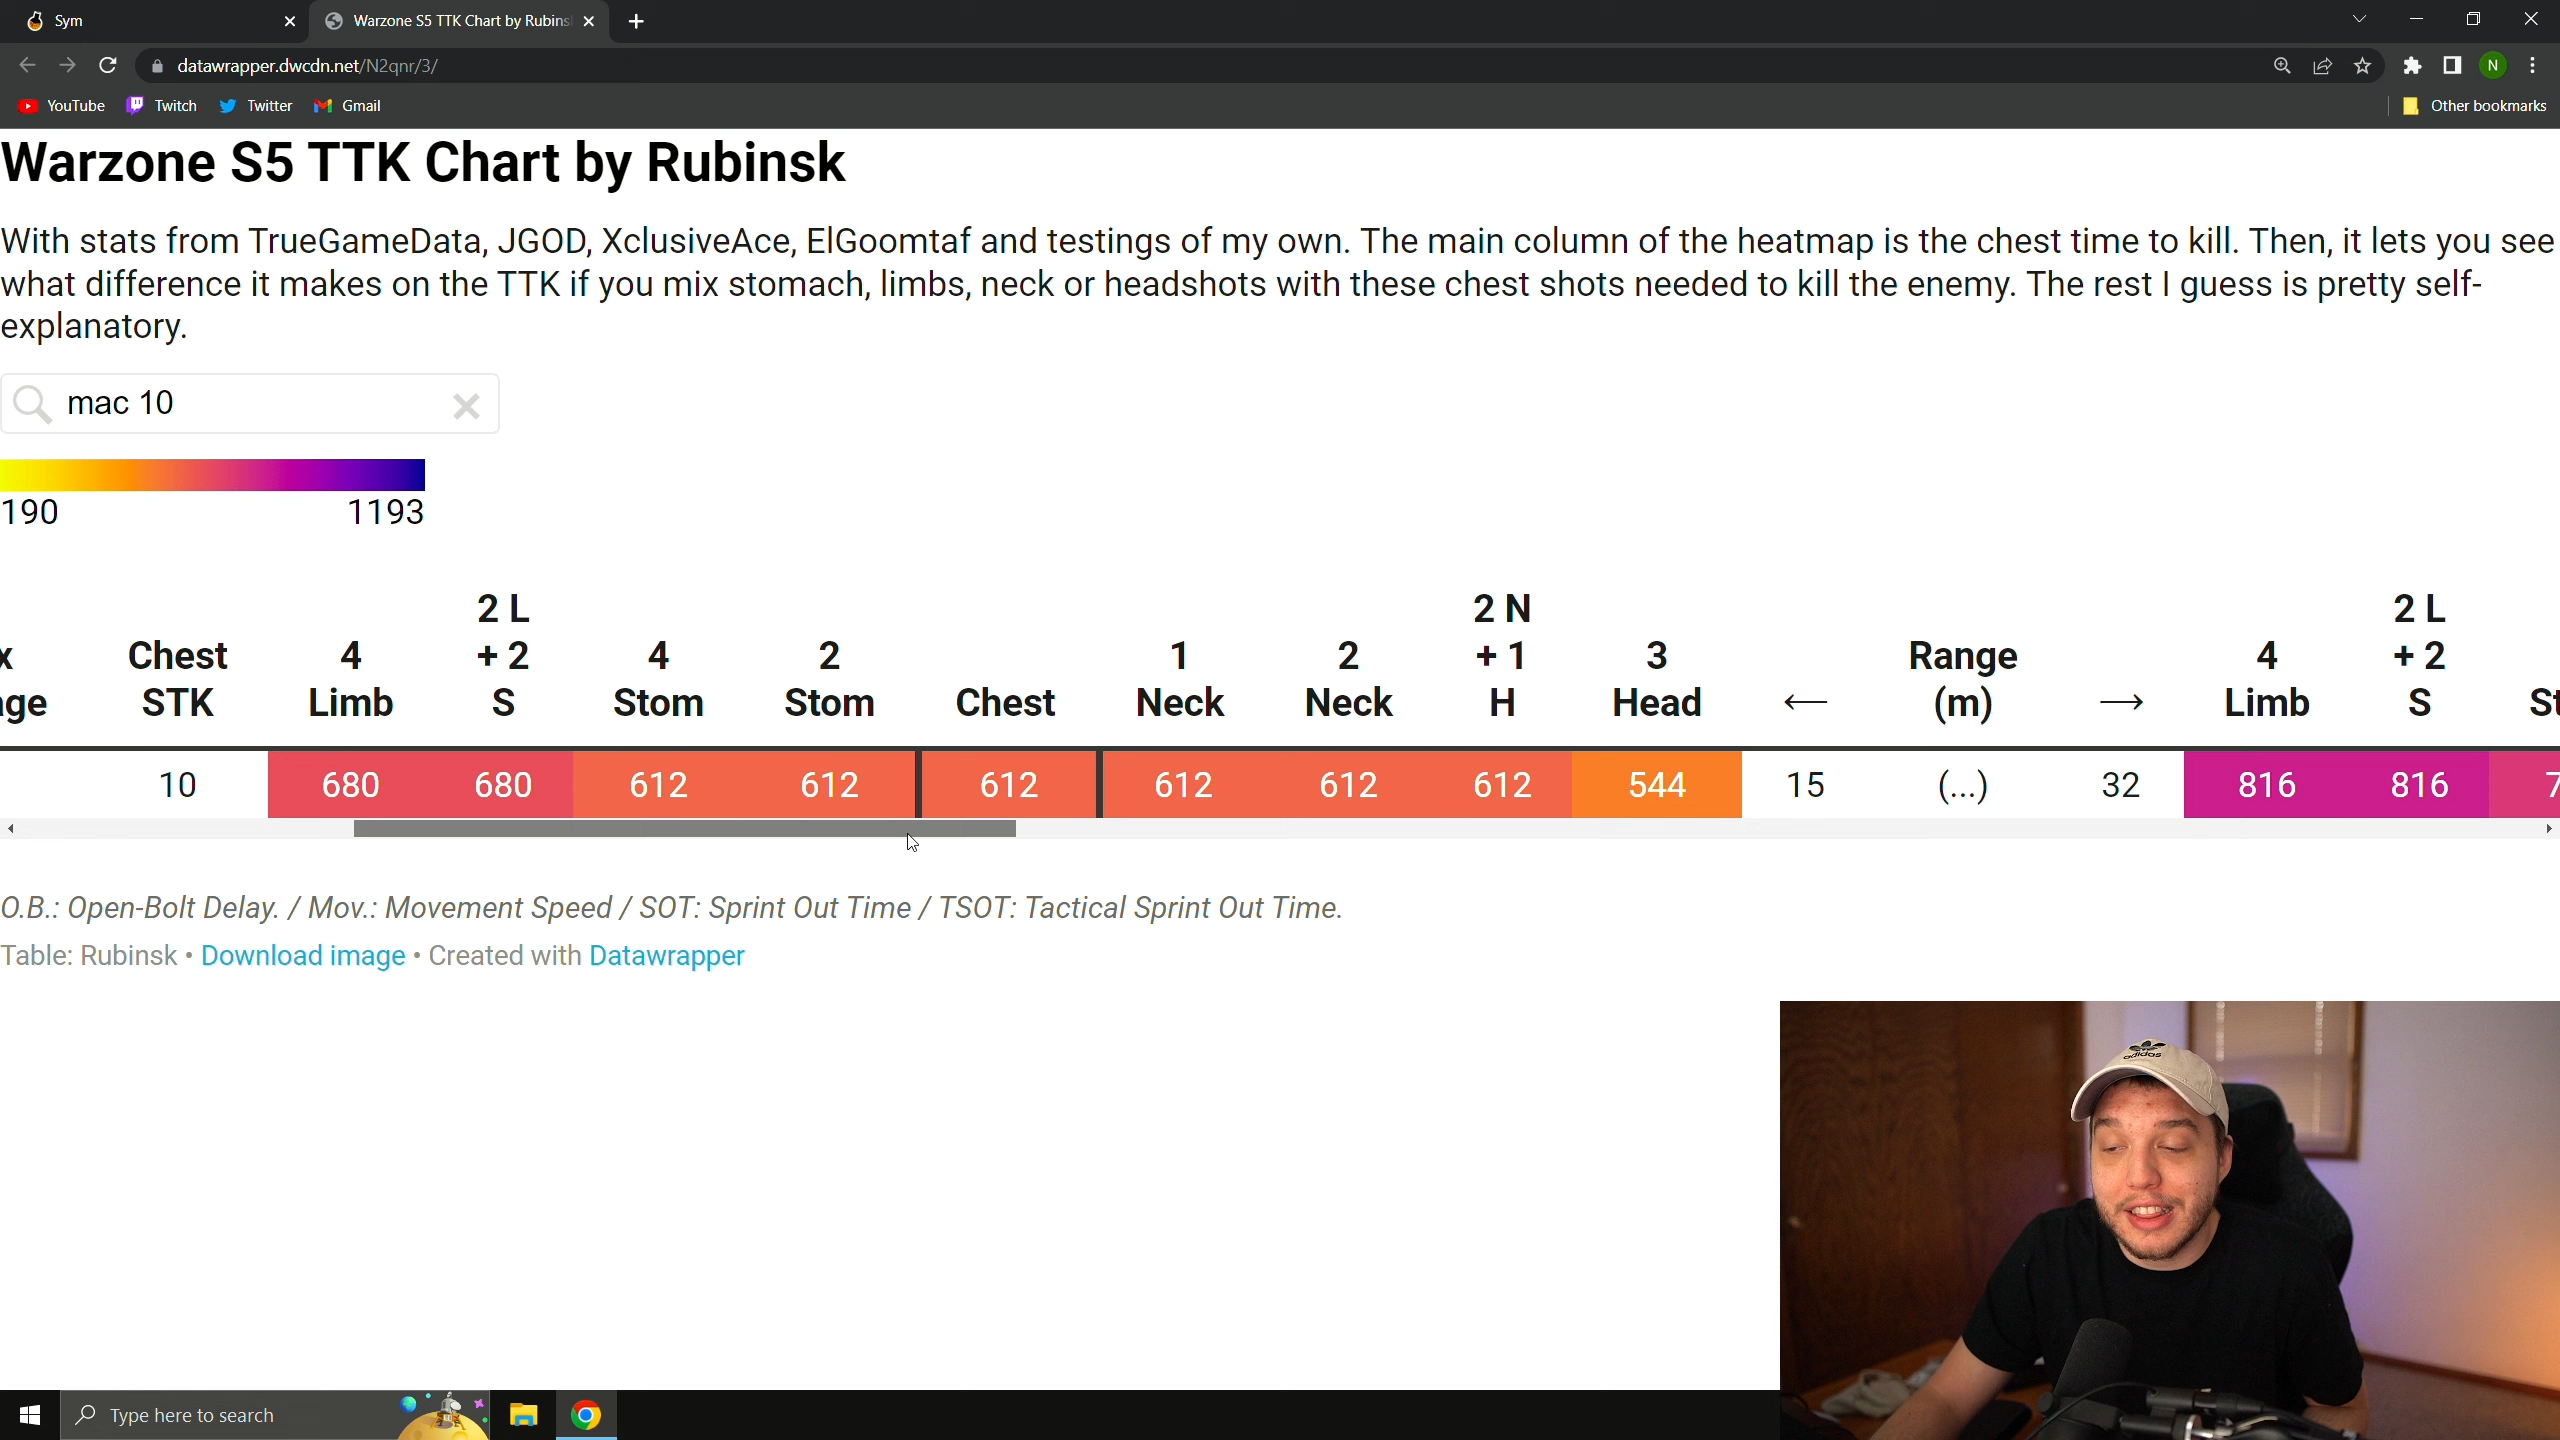 Sym
Warzone S5 TTK Chart by Rubins
datawrapper.dwcdn.net/N2qnr/3/
N
YouTube
Twitch
Twitter
Gmail
Other bookmarks
Warzone S5 TTK Chart by Rubinsk
With stats from TrueGameData, JGOD, XclusiveAce, ElGoomtaf and testings of my own. The main column of the heatmap is the chest time to kill. Then, it lets you see
what difference it makes on the TTK if you mix stomach, limbs, neck or headshots with these chest shots needed to kill the enemy. The rest I guess is pretty self-
explanatory.
mac 10
190 1193
x
age
Chest
STK
4
Limb
2 L
+ 2
S
4
Stom
2
Stom
Chest
1
Neck
2
Neck
2 N
+ 1
H
3
Head
←
Range
(m)
→
4
Limb
2 L
+ 2
S
St
10 680 680 612 612 612 612 612 612 544 15 (...) 32 816 816 7
O.B.: Open-Bolt Delay. / Mov.: Movement Speed / SOT: Sprint Out Time / TSOT: Tactical Sprint Out Time.
Table: Rubinsk • Download image • Created with Datawrapper
adidas
Type here to search